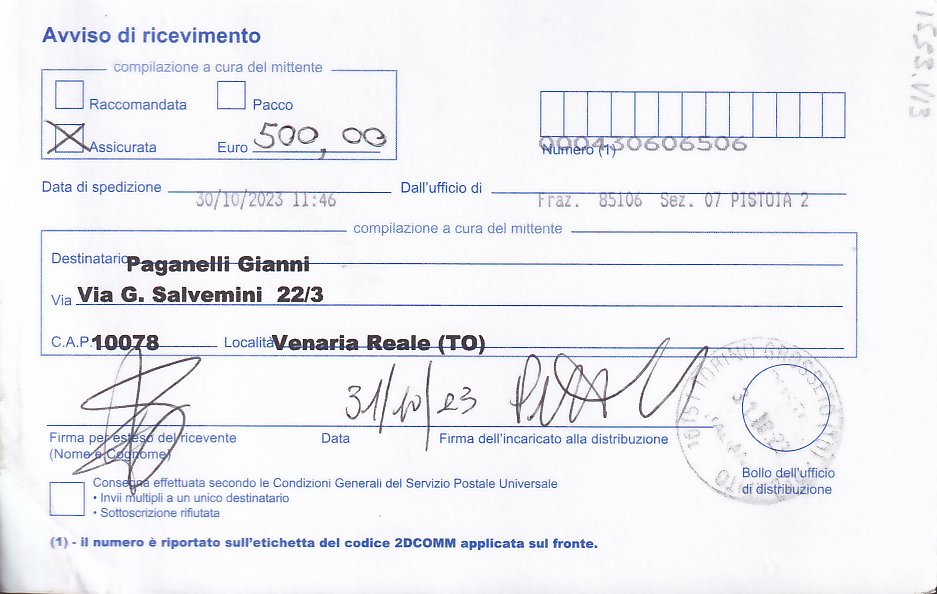 Avviso di ricevimento
compilazione a cura del mittente
Raccomandata Pacco
Assicurata Euro 500,00
000430606506
Numero (1)
Data di spedizione 30/10/2023 11:46 Dall'ufficio di Fraz. 85106 Sez. 07 PISTOIA 2
compilazione a cura del mittente
Destinatario Paganelli Gianni
Via Via G. Salvemini 22/3
C.A.P. 10078 Località Venaria Reale (TO)
31/10/23
Firma per esteso del ricevente Data Firma dell'incaricato alla distribuzione
(Nome e Cognome)
Bollo dell'ufficio
di distribuzione
Consegna effettuata secondo le Condizioni Generali del Servizio Postale Universale
• Invii multipli a un unico destinatario
• Sottoscrizione rifiutata
(1) - il numero è riportato sull'etichetta del codice 2DCOMM applicata sul fronte.